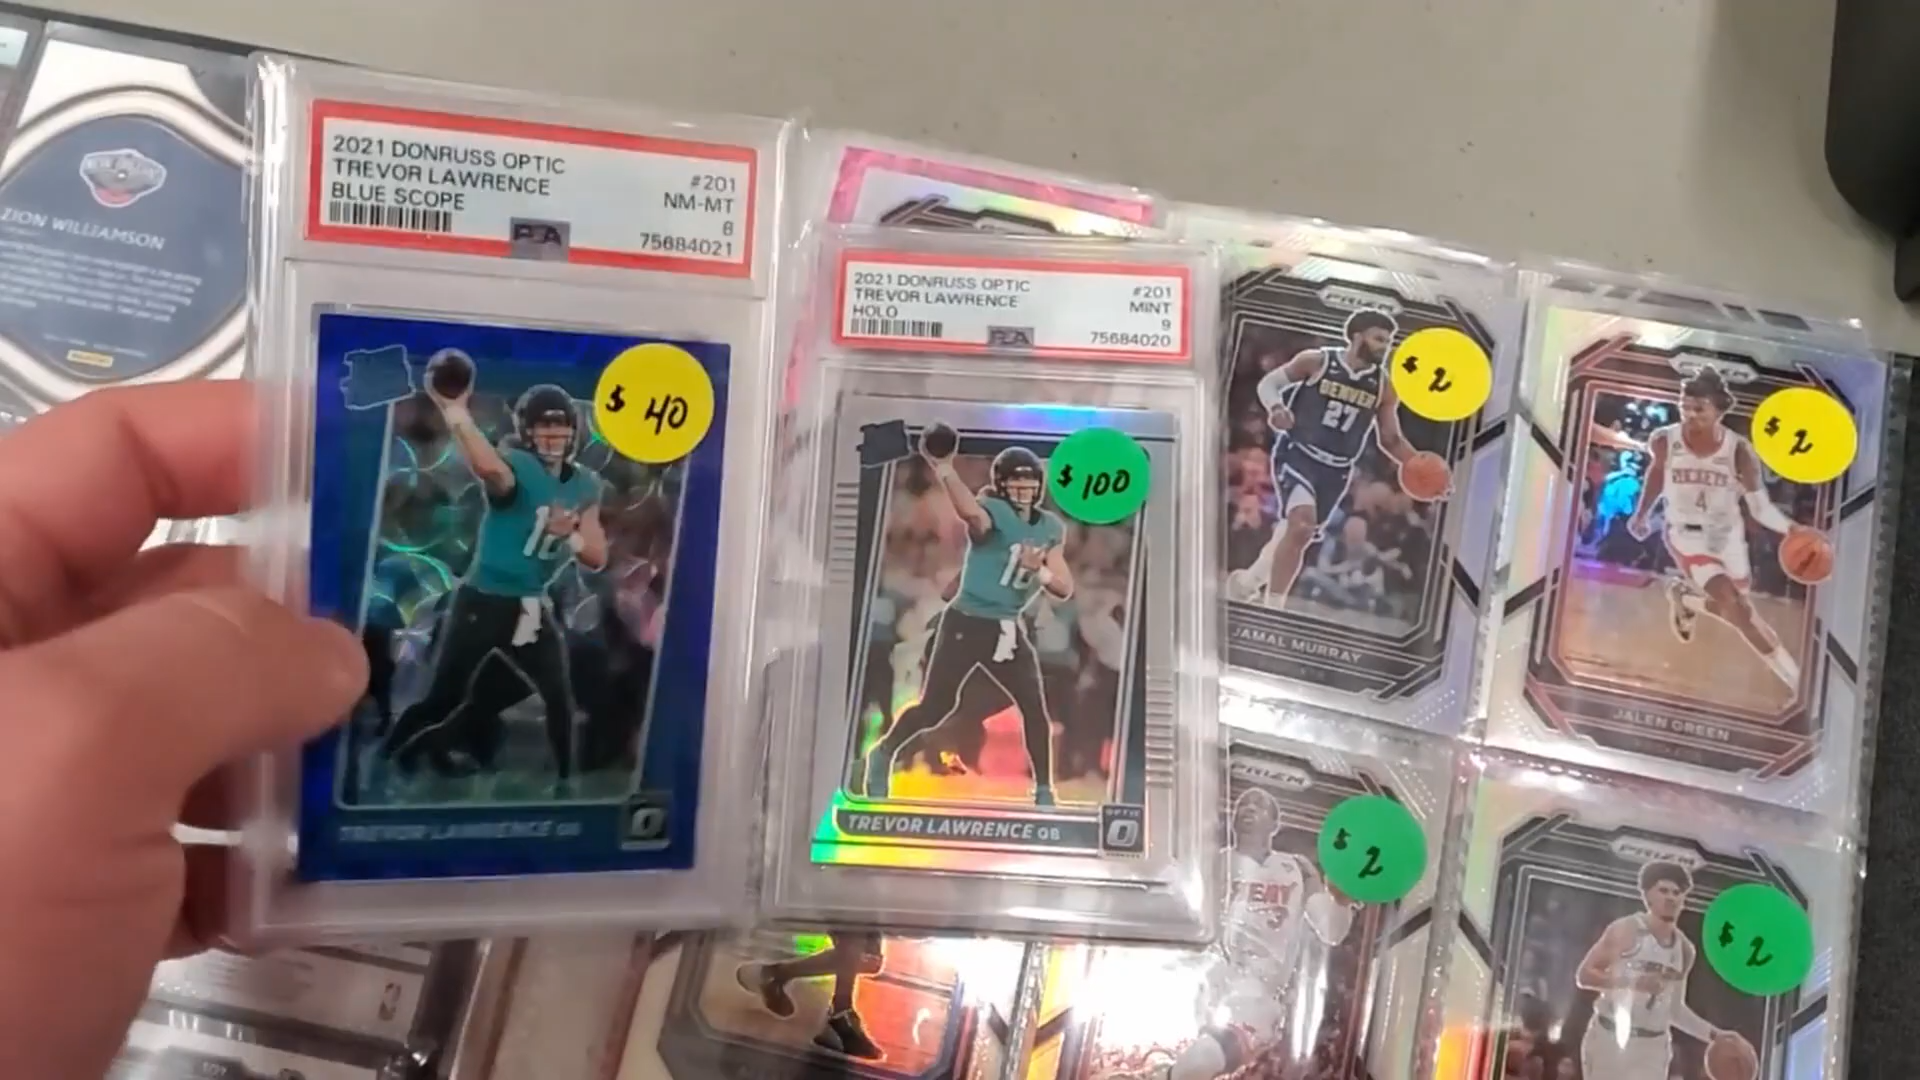 ZION WILLIAMSON
2021 DONRUSS OPTIC
TREVOR LAWRENCE
BLUE SCOPE
#201
NM-MT
8
75684021
PSA
$ 40
TREVOR LAWRENCE QB
2021 DONRUSS OPTIC
TREVOR LAWRENCE
HOLO
#201
MINT
9
75684020
PSA
$ 100
TREVOR LAWRENCE QB
OPTIC
PRIZM
DENVER
27
$ 2
JAMAL MURRAY
PRIZM
ROCKETS
4
$ 2
JALEN GREEN
PRIZM
HEAT
$ 2
PRIZM
$ 2